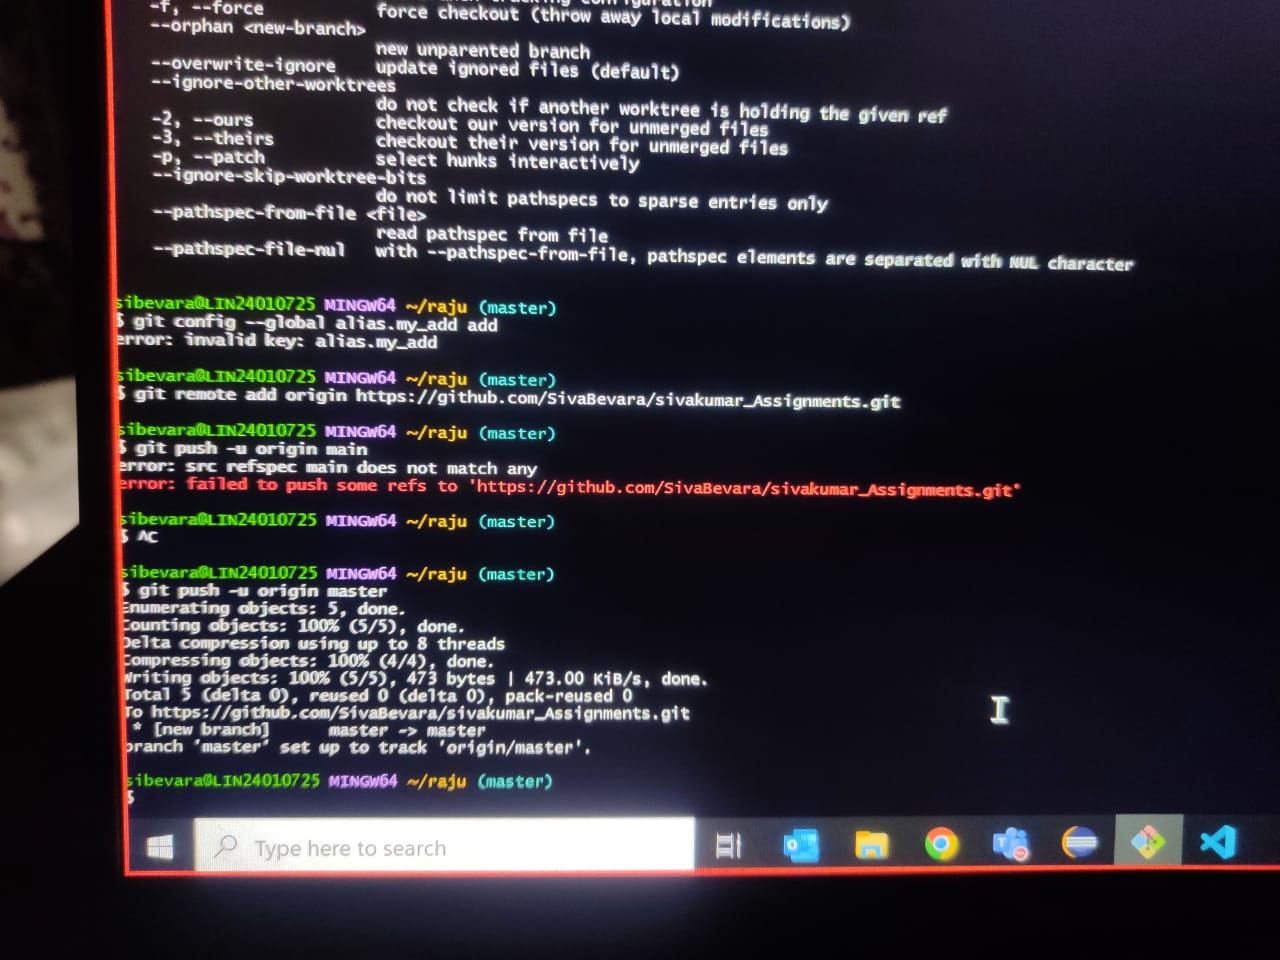 -f, --force force checkout (throw away local modifications)
--orphan <new-branch>
new unparented branch
--overwrite-ignore update ignored files (default)
--ignore-other-worktrees
do not check if another worktree is holding the given ref
-2, --ours checkout our version for unmerged files
-3, --theirs checkout their version for unmerged files
-p, --patch select hunks interactively
--ignore-skip-worktree-bits
do not limit pathspecs to sparse entries only
--pathspec-from-file <file>
read pathspec from file
--pathspec-file-nul with --pathspec-from-file, pathspec elements are separated with NUL character
sibevara@LIN24010725 MINGW64 ~/raju (master)
$ git config --global alias.my_add add
error: invalid key: alias.my_add
sibevara@LIN24010725 MINGW64 ~/raju (master)
$ git remote add origin https://github.com/SivaBevara/sivakumar_Assignments.git
sibevara@LIN24010725 MINGW64 ~/raju (master)
$ git push -u origin main
error: src refspec main does not match any
error: failed to push some refs to 'https://github.com/SivaBevara/sivakumar_Assignments.git'
sibevara@LIN24010725 MINGW64 ~/raju (master)
$ ^C
sibevara@LIN24010725 MINGW64 ~/raju (master)
$ git push -u origin master
Enumerating objects: 5, done.
Counting objects: 100% (5/5), done.
Delta compression using up to 8 threads
Compressing objects: 100% (4/4), done.
Writing objects: 100% (5/5), 473 bytes | 473.00 KiB/s, done.
Total 5 (delta 0), reused 0 (delta 0), pack-reused 0
To https://github.com/SivaBevara/sivakumar_Assignments.git
* [new branch] master -> master
branch 'master' set up to track 'origin/master'.
sibevara@LIN24010725 MINGW64 ~/raju (master)
$
Type here to search